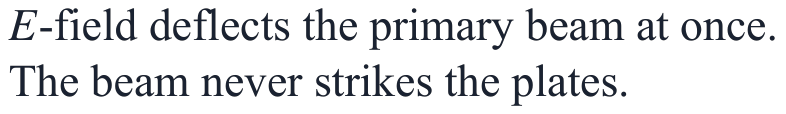 E-field deflects the primary beam at once.
The beam never strikes the plates.